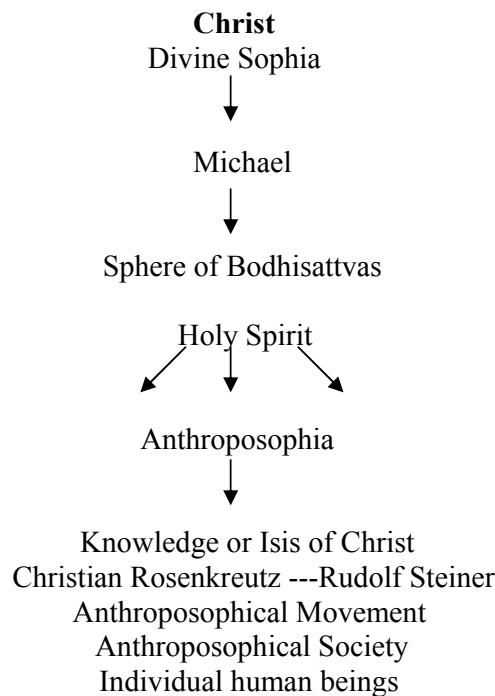 Christ
Divine Sophia
Michael
Sphere of Bodhisattvas
Holy Spirit
Anthroposophia
Knowledge or Isis of Christ
Christian Rosenkreutz ---Rudolf Steiner
Anthroposophical Movement
Anthroposophical Society
Individual human beings